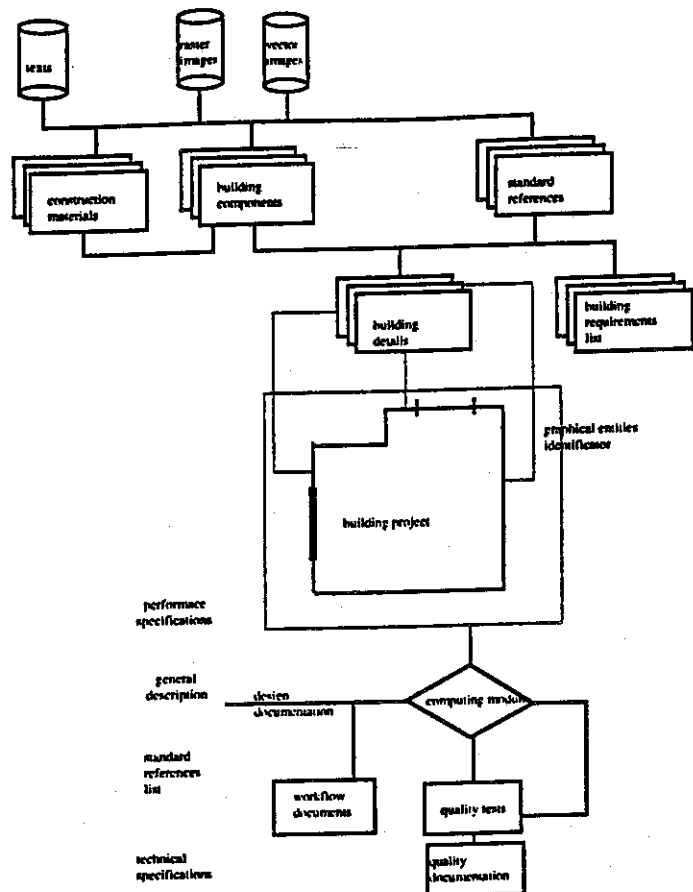 texts
raster
images
vector
images
construction
materials
building
components
standard
references
building
details
building
requirements
list
graphical entities
identificator
building project
performace
specifications
general
description
design
documentation
computing modul
standard
references
list
workflow
documents
quality tests
technical
specifications
quality
documentation